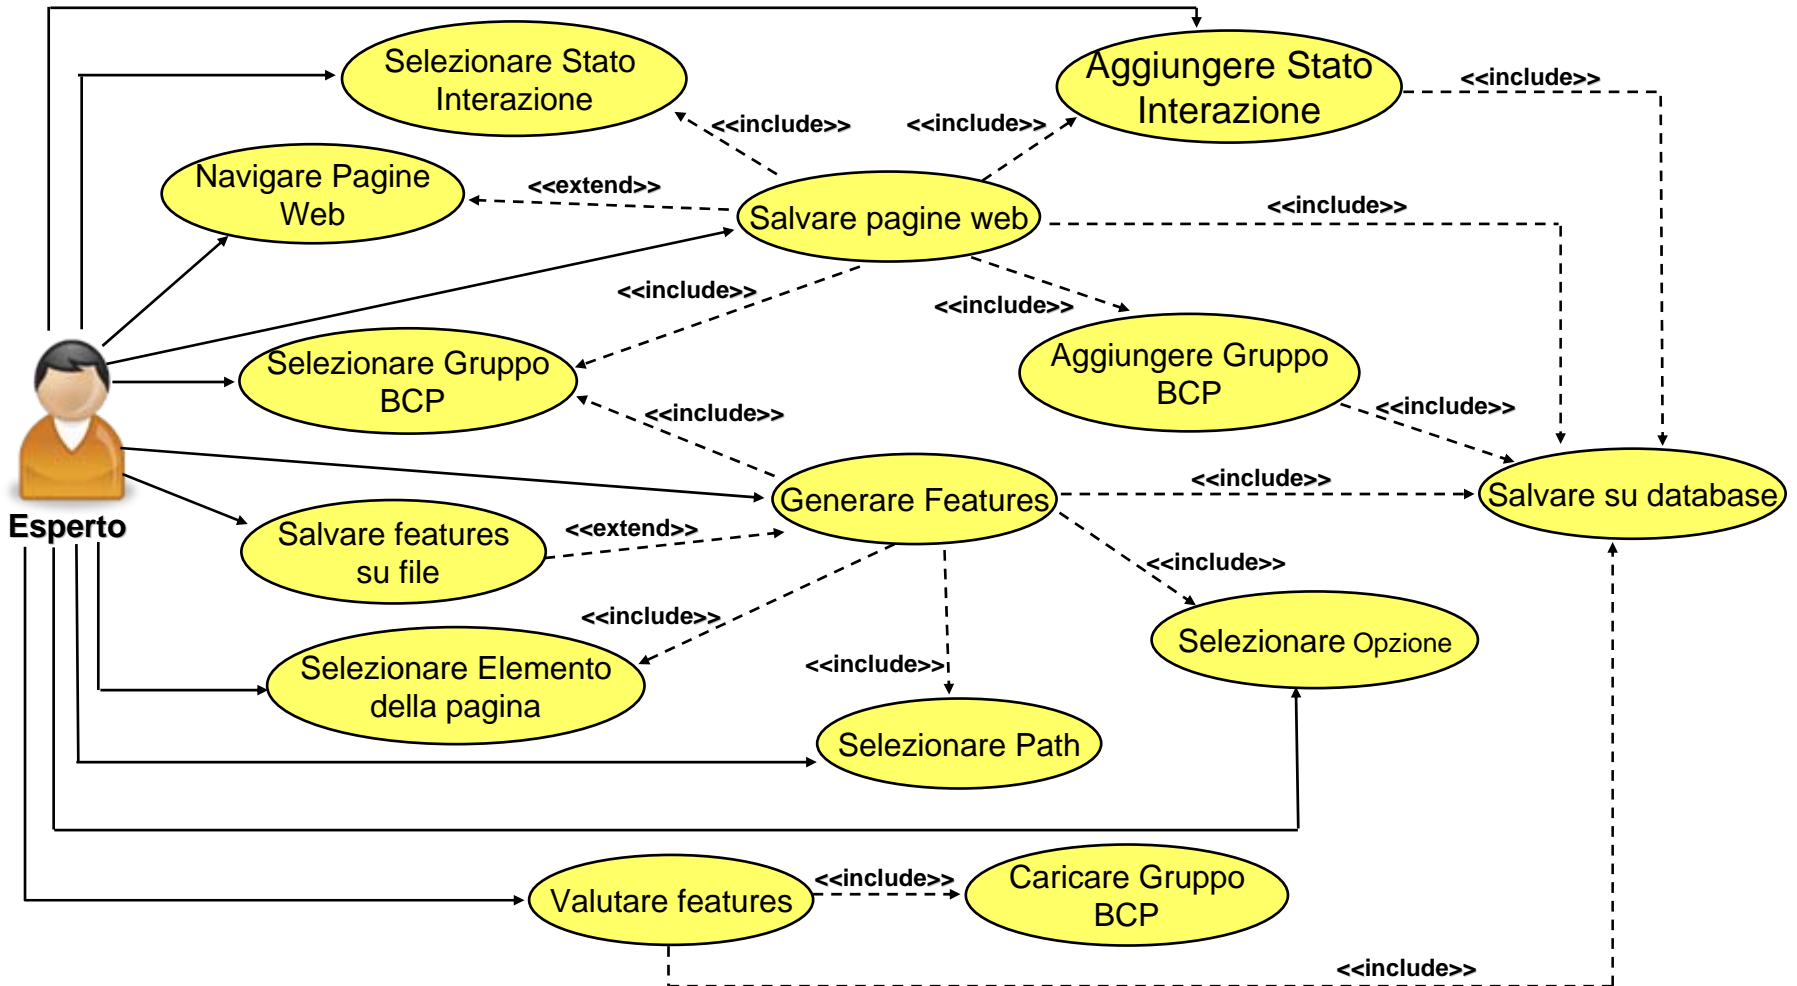 Selezionare Stato
Interazione
Aggiungere Stato
Interazione
<<include>>
<<include>>
<<include>>
Navigare Pagine
Web
<<extend>>
Salvare pagine web
<<include>>
<<include>>
<<include>>
Selezionare Gruppo
BCP
Aggiungere Gruppo
BCP
<<include>>
<<include>>
Generare Features
<<include>>
Salvare su database
Esperto
Salvare features
su file
<<extend>>
<<include>>
<<include>>
Selezionare Opzione
Selezionare Elemento
della pagina
<<include>>
Selezionare Path
Valutare features
<<include>>
Caricare Gruppo
BCP
<<include>>